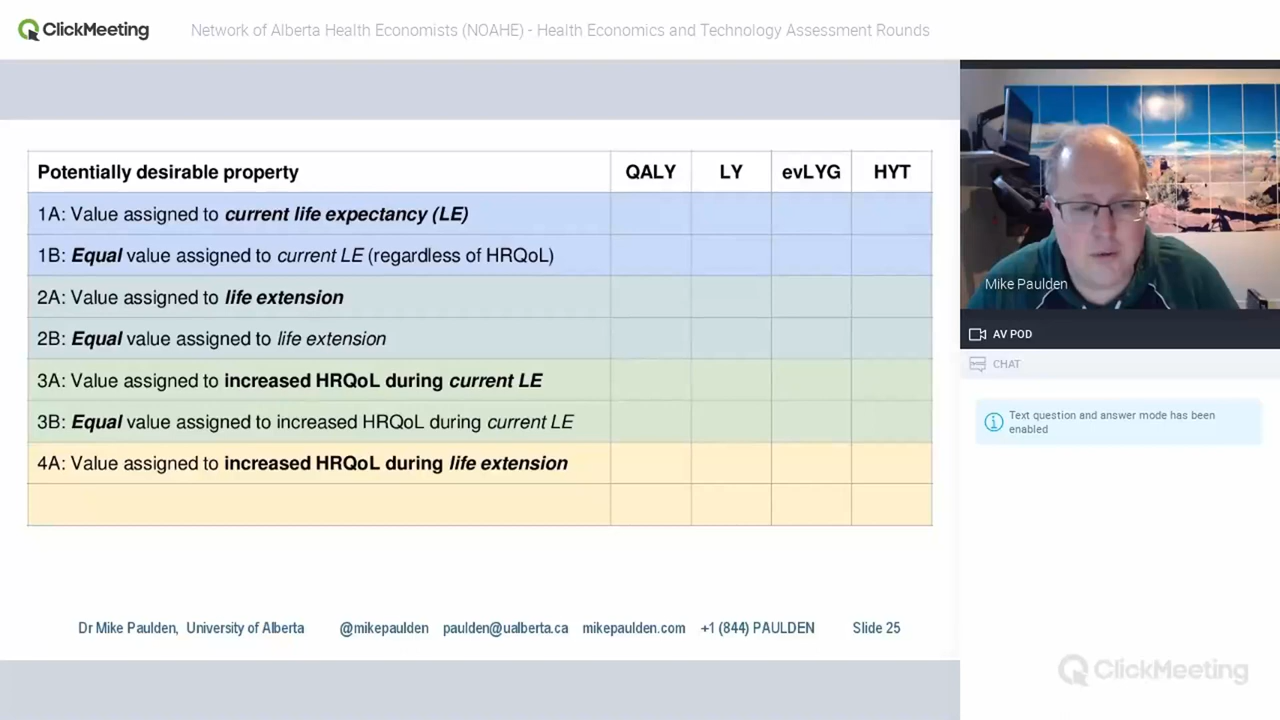 ClickMeeting
Network of Alberta Health Economists (NOAHE) - Health Economics and Technology Assessment Rounds
Potentially desirable property QALY LY evLYG HYT
1A: Value assigned to current life expectancy (LE)
1B: Equal value assigned to current LE (regardless of HRQoL)
2A: Value assigned to life extension
2B: Equal value assigned to life extension
3A: Value assigned to increased HRQoL during current LE
3B: Equal value assigned to increased HRQoL during current LE
4A: Value assigned to increased HRQoL during life extension
Dr Mike Paulden, University of Alberta @mikepaulden paulden@ualberta.ca mikepaulden.com +1 (844) PAULDEN Slide 25
Mike Paulden
AV POD
CHAT
Text question and answer mode has been
enabled
ClickMeeting